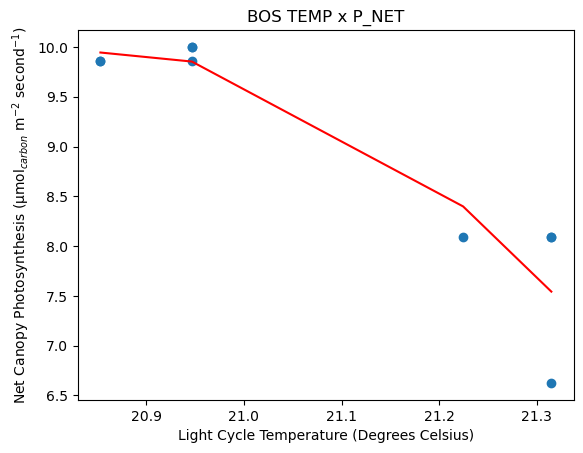 BOS TEMP x P_NET
Net Canopy Photosynthesis (μmol$_{carbon}$ m$^{-2}$ second$^{-1}$)
10.0
9.5
9.0
8.5
8.0
7.5
7.0
6.5
20.9 21.0 21.1 21.2 21.3
Light Cycle Temperature (Degrees Celsius)